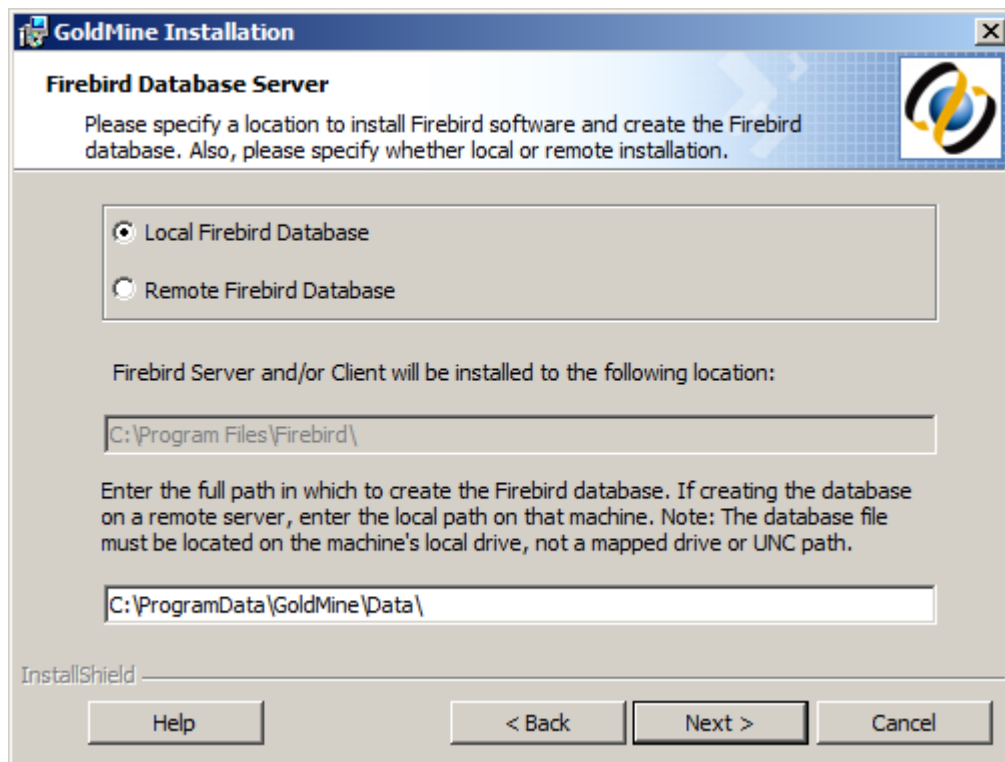 GoldMine Installation
Firebird Database Server
Please specify a location to install Firebird software and create the Firebird
database. Also, please specify whether local or remote installation.
Local Firebird Database
Remote Firebird Database
Firebird Server and/or Client will be installed to the following location:
C:\Program Files\Firebird\
Enter the full path in which to create the Firebird database. If creating the database
on a remote server, enter the local path on that machine. Note: The database file
must be located on the machine's local drive, not a mapped drive or UNC path.
C:\ProgramData\GoldMine\Data\
InstallShield
Help
< Back
Next >
Cancel